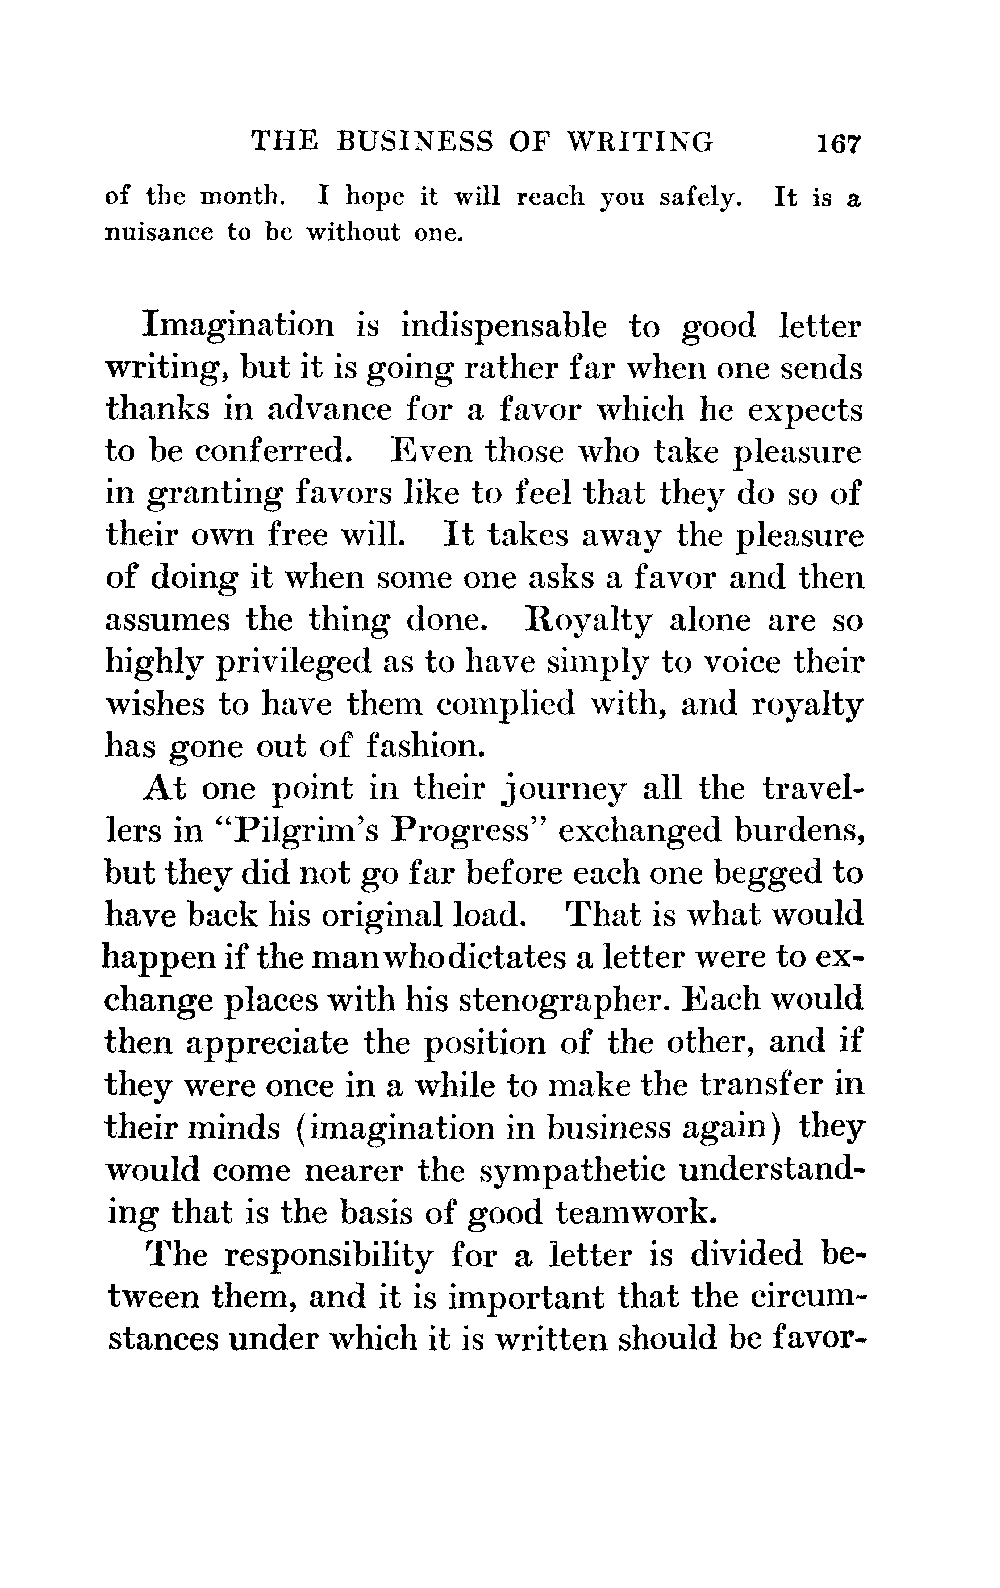 THE BUSINESS OF WRITING 167
of the month. I hope it will reach you safely. It is a
nuisance to be without one.
Imagination is indispensable to good letter
writing, but it is going rather far when one sends
thanks in advance for a favor which he expects
to be conferred. Even those who take pleasure
in granting favors like to feel that they do so of
their own free will. It takes away the pleasure
of doing it when some one asks a favor and then
assumes the thing done. Royalty alone are so
highly privileged as to have simply to voice their
wishes to have them complied with, and royalty
has gone out of fashion.
At one point in their journey all the travel-
lers in “Pilgrim’s Progress” exchanged burdens,
but they did not go far before each one begged to
have back his original load. That is what would
happen if the man who dictates a letter were to ex-
change places with his stenographer. Each would
then appreciate the position of the other, and if
they were once in a while to make the transfer in
their minds (imagination in business again) they
would come nearer the sympathetic understand-
ing that is the basis of good teamwork.
The responsibility for a letter is divided be-
tween them, and it is important that the circum-
stances under which it is written should be favor-